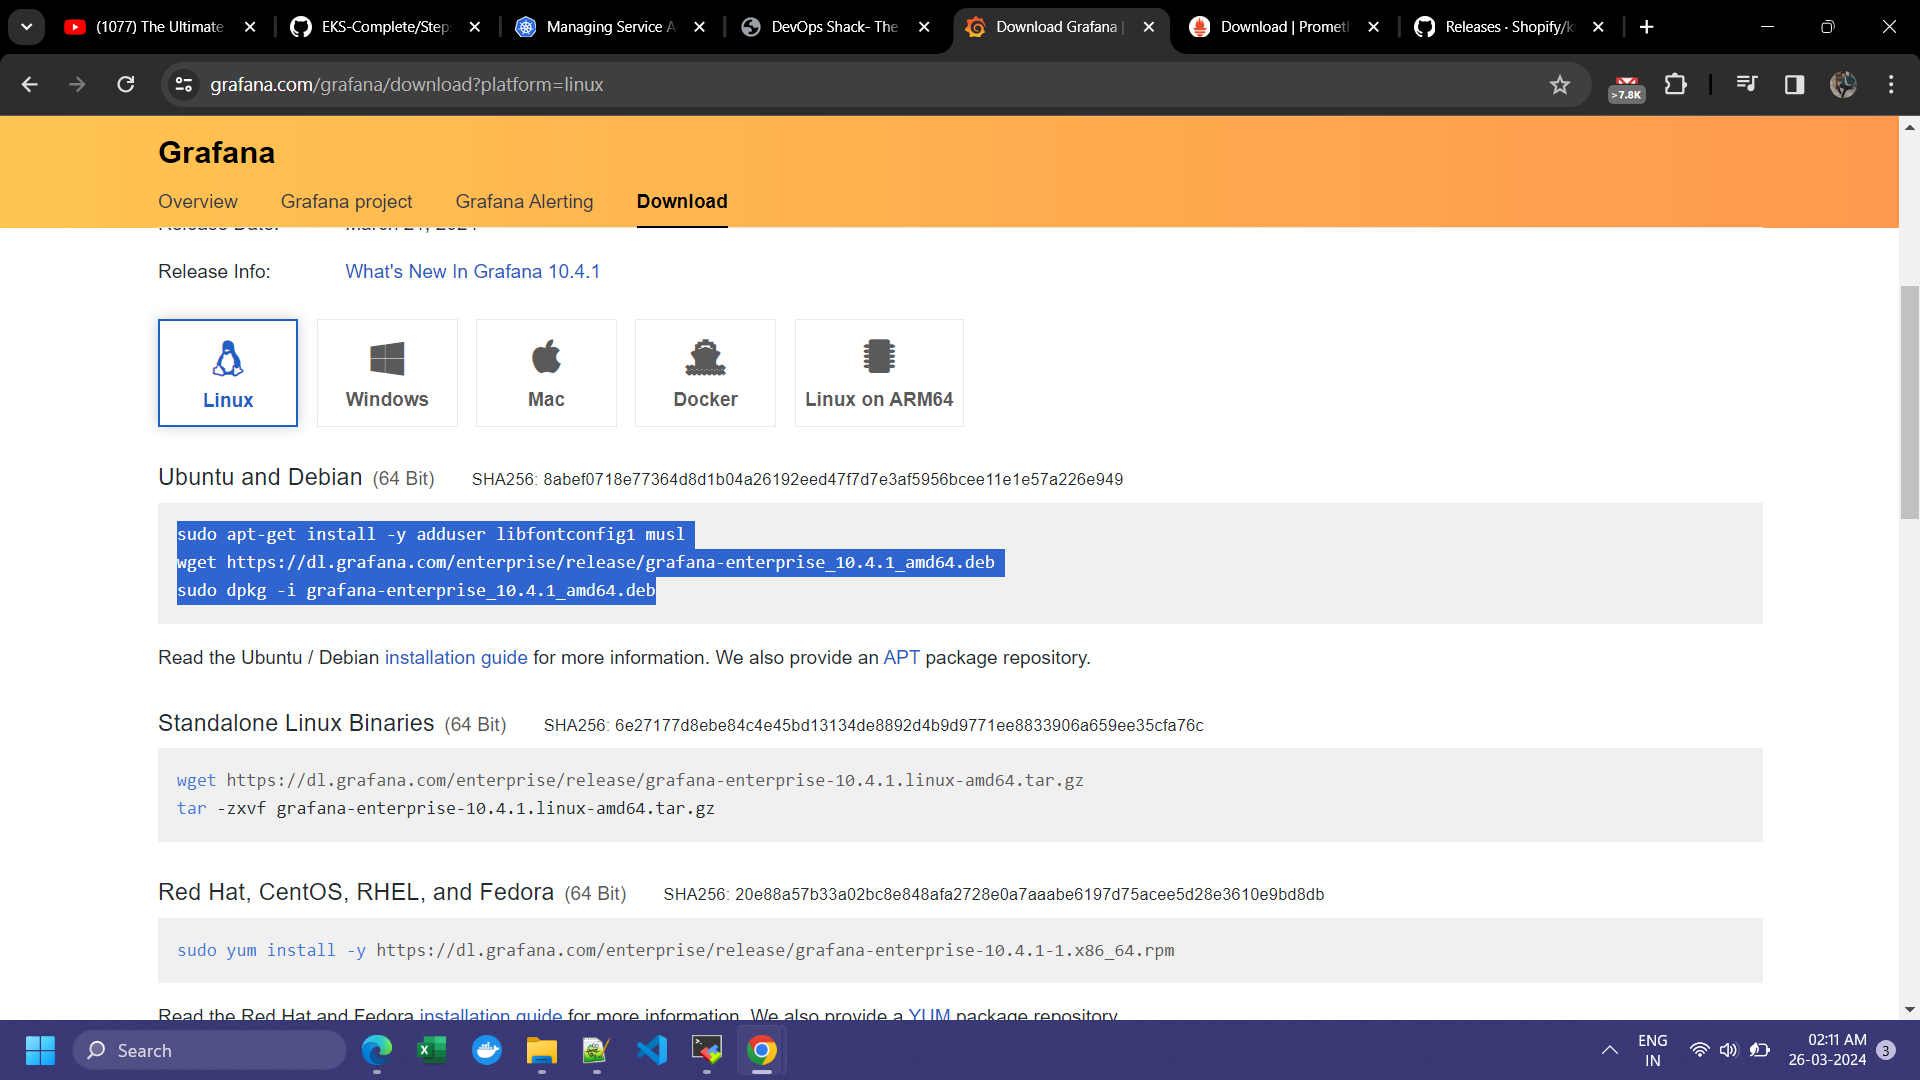 (1077) The Ultimate
EKS-Complete/Step
Managing Service A
DevOps Shack- The
Download Grafana |
Download | Prometh
Releases · Shopify/k
grafana.com/grafana/download?platform=linux
>7.8K
Grafana
Overview Grafana project Grafana Alerting Download
Release Date: March 21, 2024
Release Info: What's New In Grafana 10.4.1
Linux Windows Mac Docker Linux on ARM64
Ubuntu and Debian (64 Bit) SHA256: 8abef0718e77364d8d1b04a26192eed47f7d7e3af5956bcee11e1e57a226e949
sudo apt-get install -y adduser libfontconfig1 musl
wget https://dl.grafana.com/enterprise/release/grafana-enterprise_10.4.1_amd64.deb
sudo dpkg -i grafana-enterprise_10.4.1_amd64.deb
Read the Ubuntu / Debian installation guide for more information. We also provide an APT package repository.
Standalone Linux Binaries (64 Bit) SHA256: 6e27177d8ebe84c4e45bd13134de8892d4b9d9771ee8833906a659ee35cfa76c
wget https://dl.grafana.com/enterprise/release/grafana-enterprise-10.4.1.linux-amd64.tar.gz
tar -zxvf grafana-enterprise-10.4.1.linux-amd64.tar.gz
Red Hat, CentOS, RHEL, and Fedora (64 Bit) SHA256: 20e88a57b33a02bc8e848afa2728e0a7aaabe6197d75acee5d28e3610e9bd8db
sudo yum install -y https://dl.grafana.com/enterprise/release/grafana-enterprise-10.4.1-1.x86_64.rpm
Read the Red Hat and Fedora installation guide for more information. We also provide a YUM package repository.
Search
ENG
IN
02:11 AM
26-03-2024
3